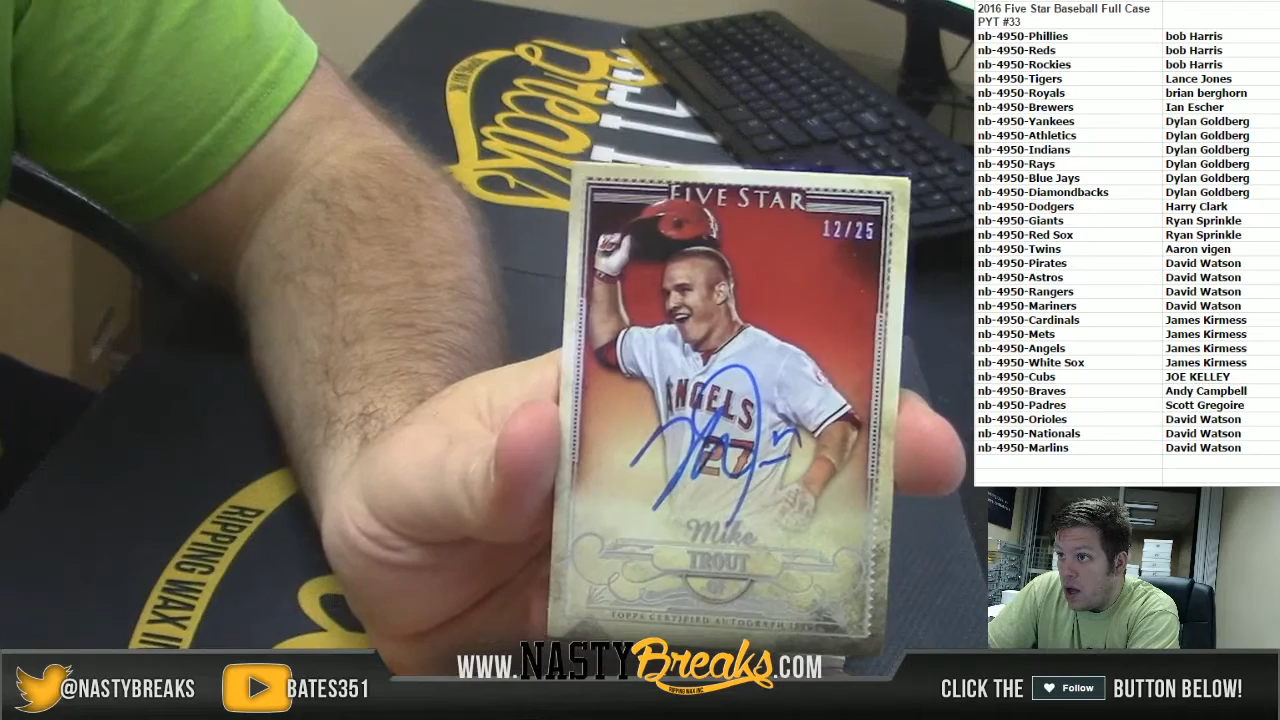 2016 Five Star Baseball Full Case
PYT #33
nb-4950-Phillies bob Harris
nb-4950-Reds bob Harris
nb-4950-Rockies bob Harris
nb-4950-Tigers Lance Jones
nb-4950-Royals brian berghorn
nb-4950-Brewers Ian Escher
nb-4950-Yankees Dylan Goldberg
nb-4950-Athletics Dylan Goldberg
nb-4950-Indians Dylan Goldberg
nb-4950-Rays Dylan Goldberg
nb-4950-Blue Jays Dylan Goldberg
nb-4950-Diamondbacks Dylan Goldberg
nb-4950-Dodgers Harry Clark
nb-4950-Giants Ryan Sprinkle
nb-4950-Red Sox Ryan Sprinkle
nb-4950-Twins Aaron vigen
nb-4950-Pirates David Watson
nb-4950-Astros David Watson
nb-4950-Rangers David Watson
nb-4950-Mariners David Watson
nb-4950-Cardinals James Kirmess
nb-4950-Mets James Kirmess
nb-4950-Angels James Kirmess
nb-4950-White Sox James Kirmess
nb-4950-Cubs JOE KELLEY
nb-4950-Braves Andy Campbell
nb-4950-Padres Scott Gregoire
nb-4950-Orioles David Watson
nb-4950-Nationals David Watson
nb-4950-Marlins David Watson
Breaks
FIVE STAR
12/25
ANGELS
27
Mike
TROUT
OF
TOPPS CERTIFIED AUTOGRAPH
RIPPING WAX IN
@NASTYBREAKS
BATES351
WWW.NASTYBreaks.COM
RIPPING WAX INC
CLICK THE Follow BUTTON BELOW!